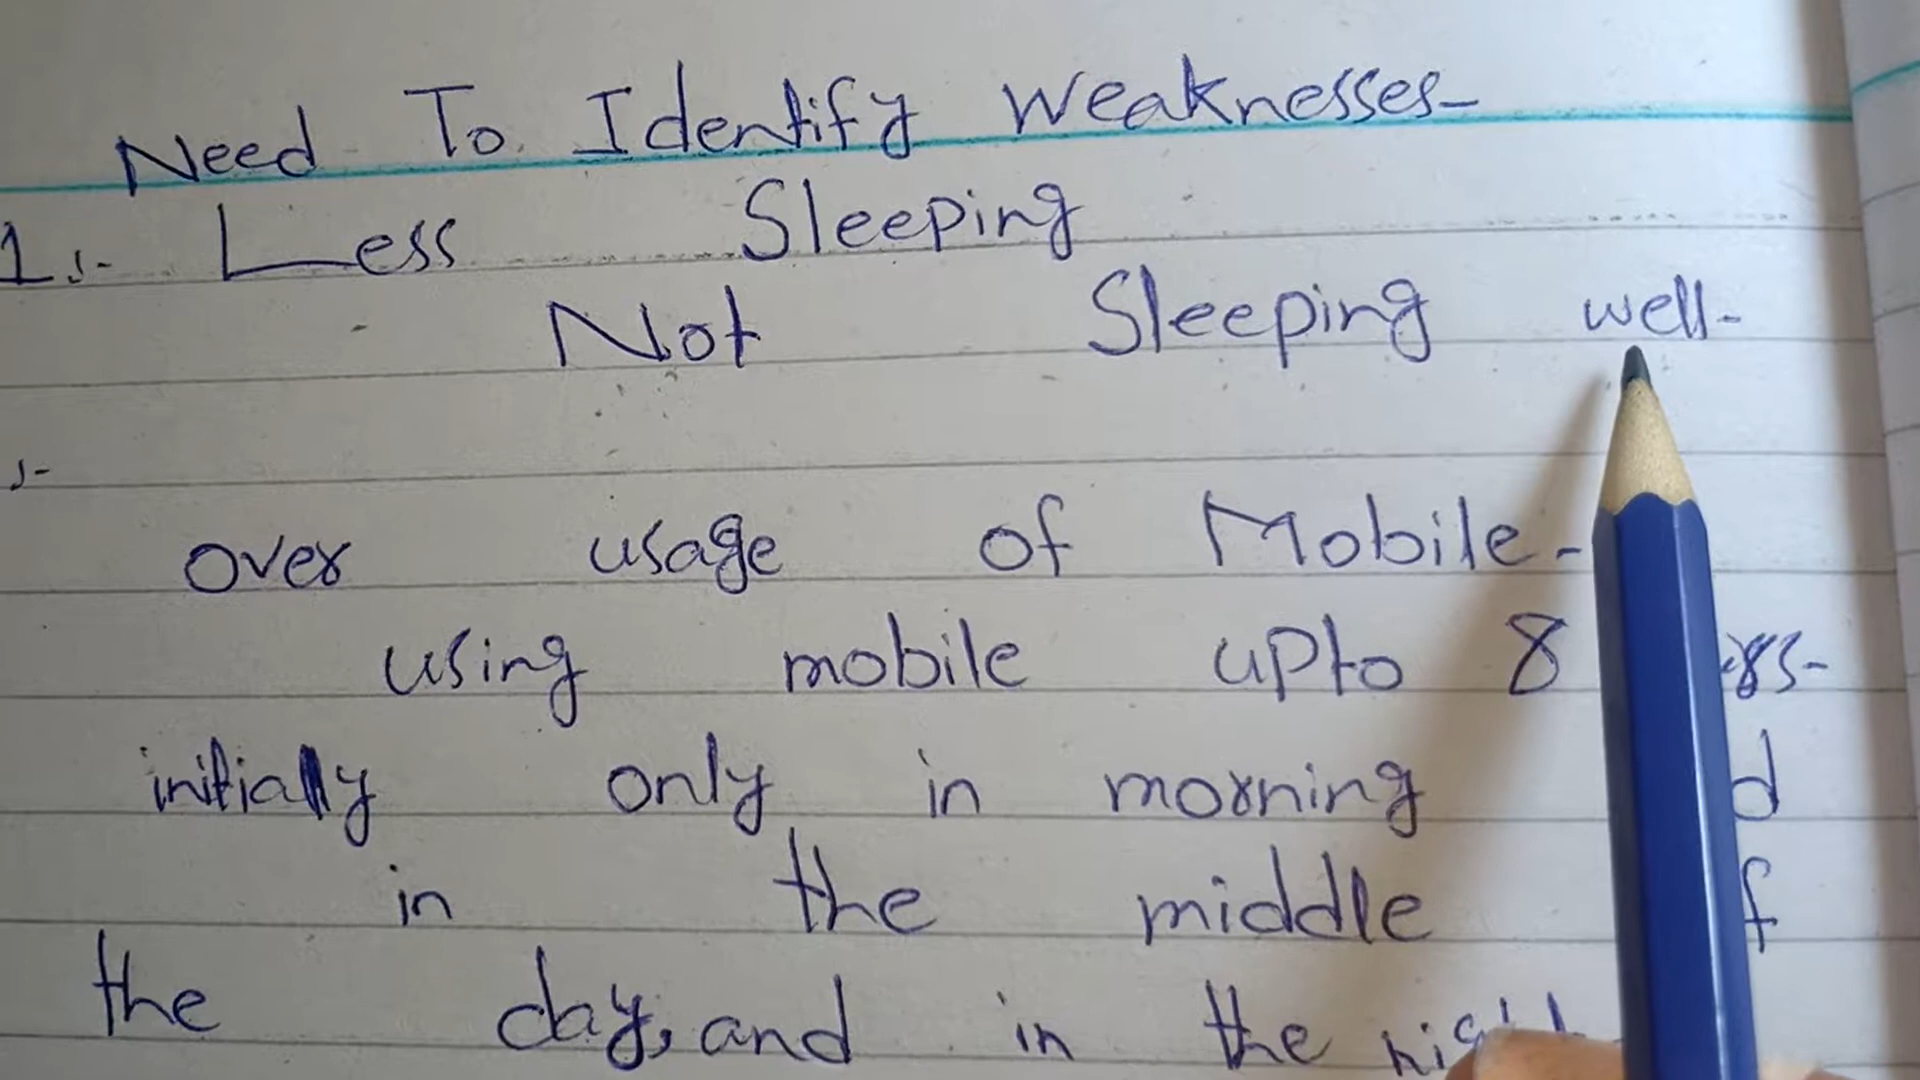 Need To Identify Weaknesses-
1:- Less Sleeping
Not Sleeping well-
:-
over usage of Mobile-
using mobile upto 8
initially only in morning
in the middle
the day, and in the